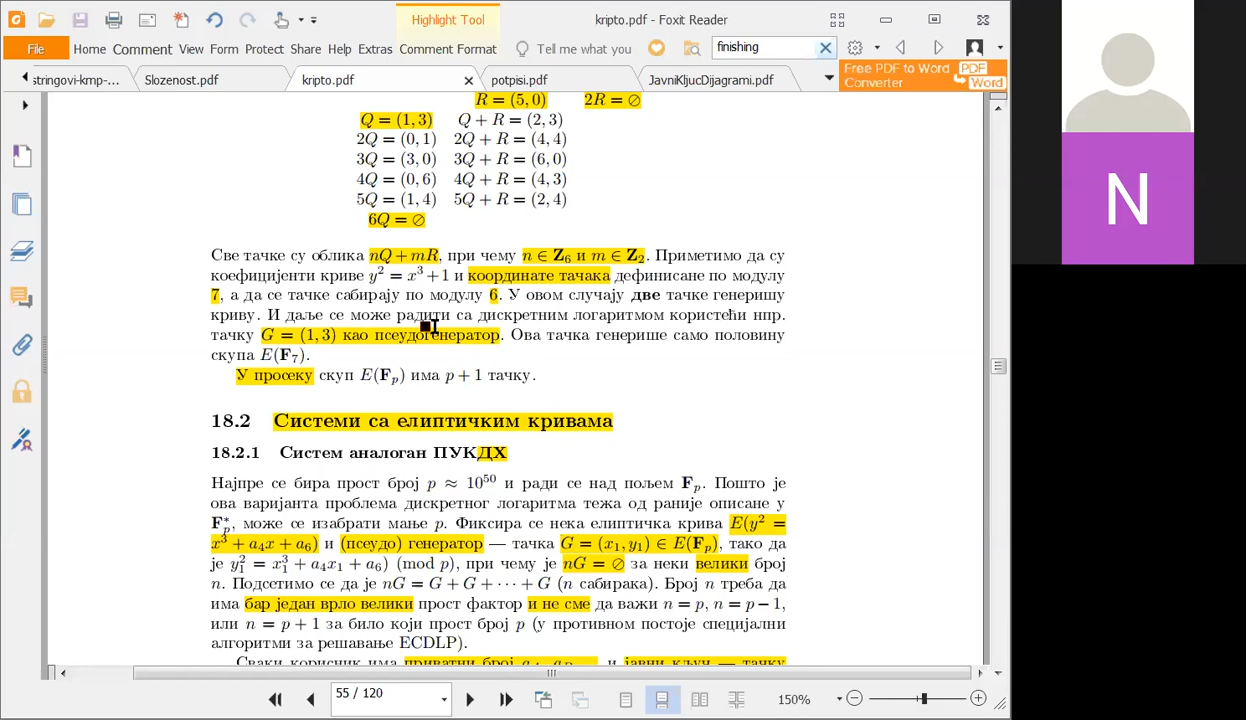 Highlight Tool
kripto.pdf - Foxit Reader
File Home Comment View Form Protect Share Help Extras Comment Format Tell me what you finishing
stringovi-kmp-... Slozenost.pdf kripto.pdf potpisi.pdf JavniKljucDijagrami.pdf
Free PDF to Word
Converter
PDF
Word
R = (5, 0) 2R = ∅
Q = (1, 3) Q + R = (2, 3)
2Q = (0, 1) 2Q + R = (4, 4)
3Q = (3, 0) 3Q + R = (6, 0)
4Q = (0, 6) 4Q + R = (4, 3)
5Q = (1, 4) 5Q + R = (2, 4)
6Q = ∅
Све тачке су облика nQ + mR, при чему n ∈ Z₆ и m ∈ Z₂. Приметимо да су
коефицијенти криве y² = x³ + 1 и координате тачака дефинисане по модулу
7, а да се тачке сабирају по модулу 6. У овом случају две тачке генеришу
криву. И даље се може радити са дискретним логаритмом користећи нпр.
тачку G = (1, 3) као псеудогенератор. Ова тачка генерише само половину
скупа E(F₇).
У просеку скуп E(Fₚ) има p + 1 тачку.
18.2 Системи са елиптичким кривама
18.2.1 Систем аналоган ПУКДХ
Најпре се бира прост број p ≈ 10⁵⁰ и ради се над пољем Fₚ. Пошто је
ова варијанта проблема дискретног логаритма тежа од раније описане у
Fₚ*, може се изабрати мање p. Фиксира се нека елиптичка крива E(y² =
x³ + a₄x + a₆) и (псеудо) генератор — тачка G = (x₁, y₁) ∈ E(Fₚ), тако да
је y₁² = x₁³ + a₄x₁ + a₆) (mod p), при чему је nG = ∅ за неки велики број
n. Подсетимо се да је nG = G + G + ··· + G (n сабирака). Број n треба да
има бар један врло велики прост фактор и не сме да важи n = p, n = p − 1,
или n = p + 1 за било који прост број p (у противном постоје специјални
алгоритми за решавање ECDLP).
Сваки корисник има приватни број и јавни кључ — тачку
55 / 120
150%
N